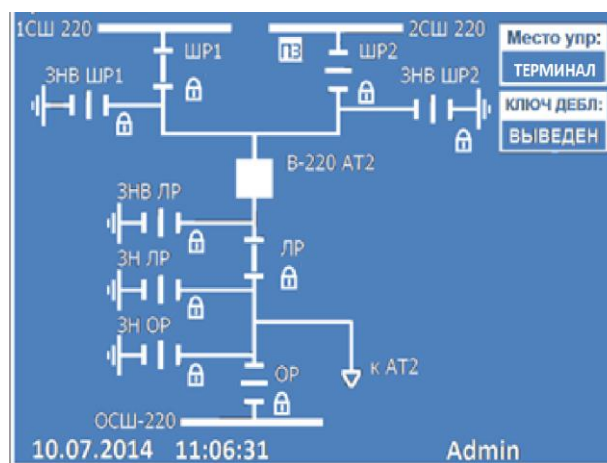 1СШ 220
2СШ 220
Место упр:
ТЕРМИНАЛ
КЛЮЧ ДЕБЛ:
ВЫВЕДЕН
ШР1
ПЗ
ШР2
ЗНВ ШР1
ЗНВ ШР2
В-220 АТ2
ЗНВ ЛР
ЛР
ЗН ЛР
ЗН ОР
к АТ2
ОР
ОСШ-220
10.07.2014 11:06:31 Admin